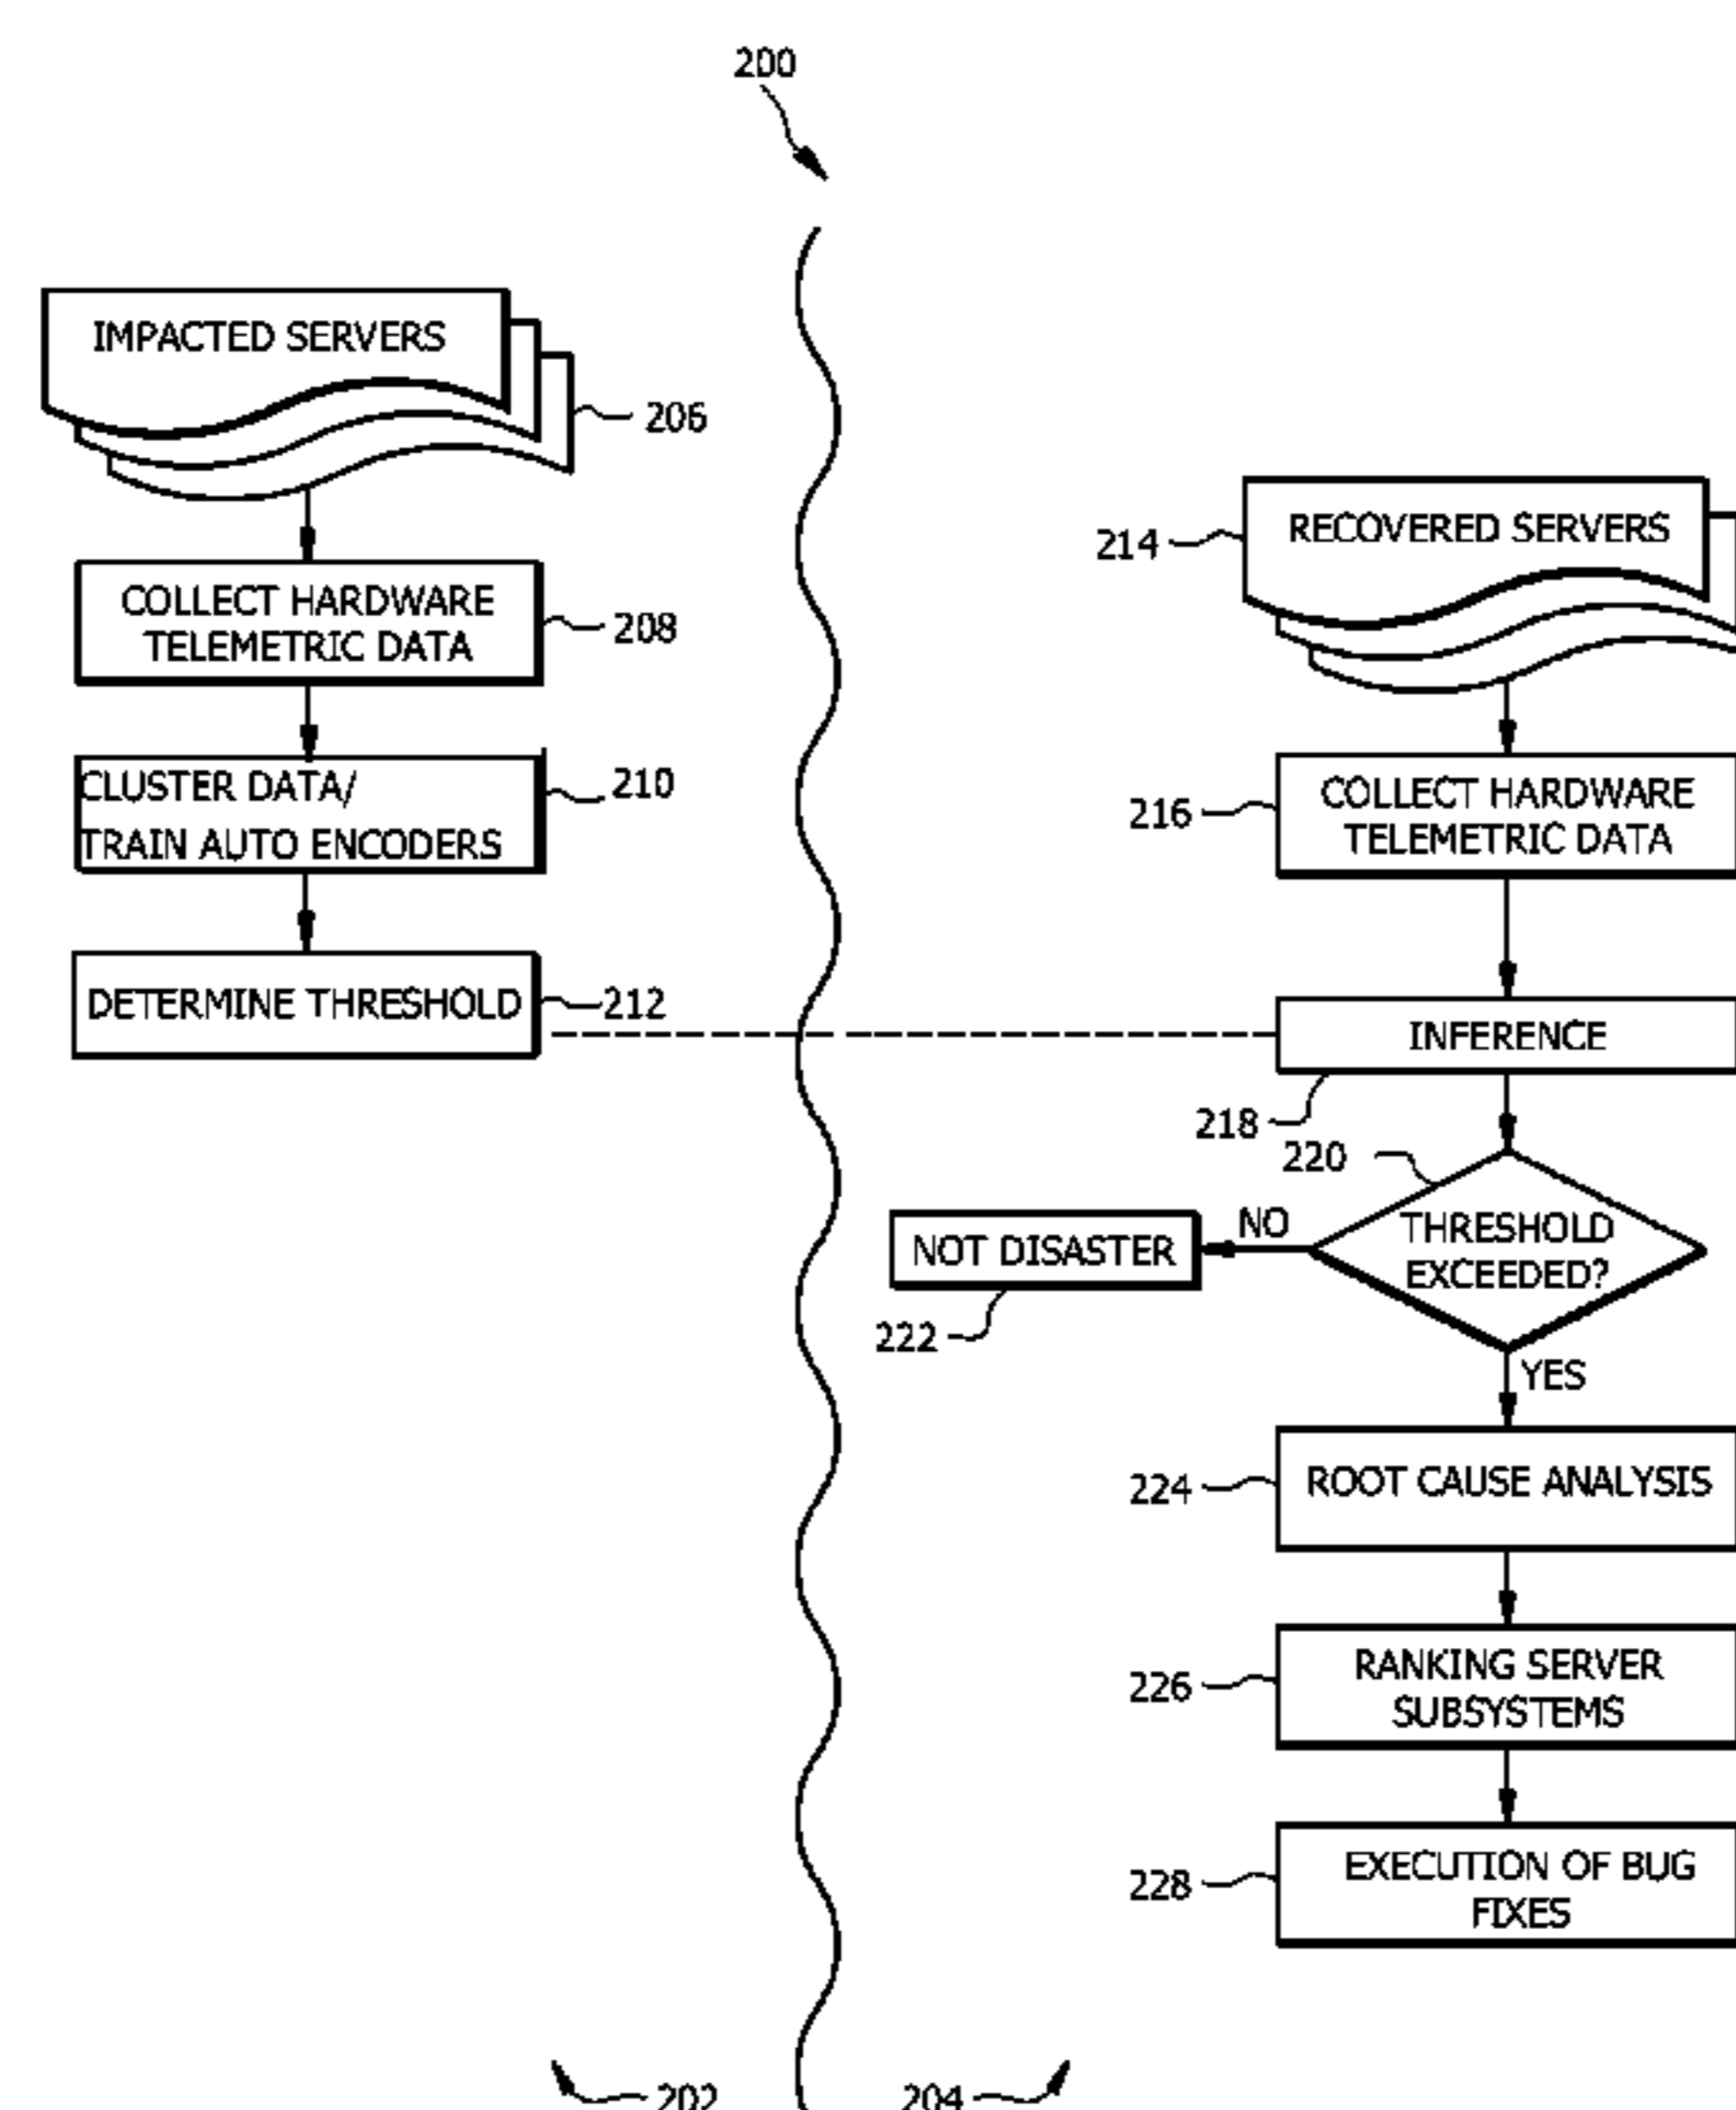 200
IMPACTED SERVERS
206
COLLECT HARDWARE
TELEMETRIC DATA
208
CLUSTER DATA/
TRAIN AUTO ENCODERS
210
DETERMINE THRESHOLD
212
RECOVERED SERVERS
214
COLLECT HARDWARE
TELEMETRIC DATA
216
INFERENCE
218
220
THRESHOLD
EXCEEDED?
NO
NOT DISASTER
222
YES
ROOT CAUSE ANALYSIS
224
RANKING SERVER
SUBSYSTEMS
226
EXECUTION OF BUG
FIXES
228
202
204